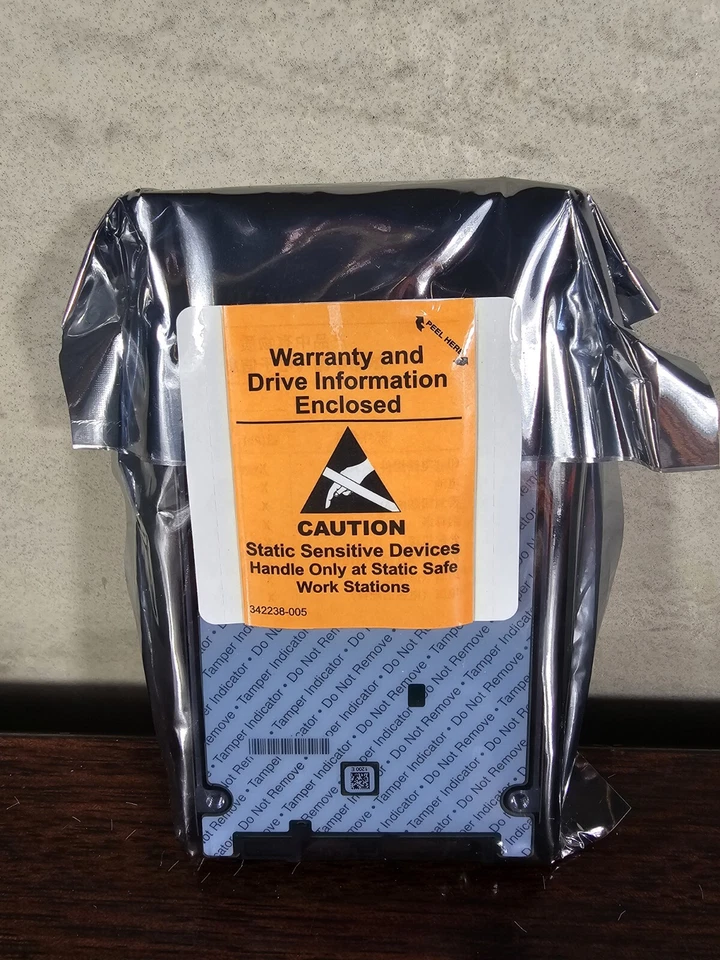 PEEL HERE
Warranty and
Drive Information
Enclosed
CAUTION
Static Sensitive Devices
Handle Only at Static Safe
Work Stations
342238-005
Tamper Indicator • Do Not Remove • Tamper Indicator • Do Not Remove